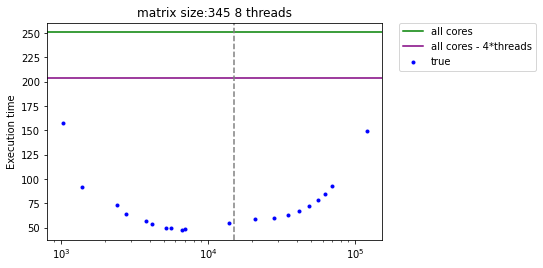 matrix size:345 8 threads
Execution time
250
225
200
175
150
125
100
75
50
10³
10⁴
10⁵
all cores
all cores - 4*threads
true